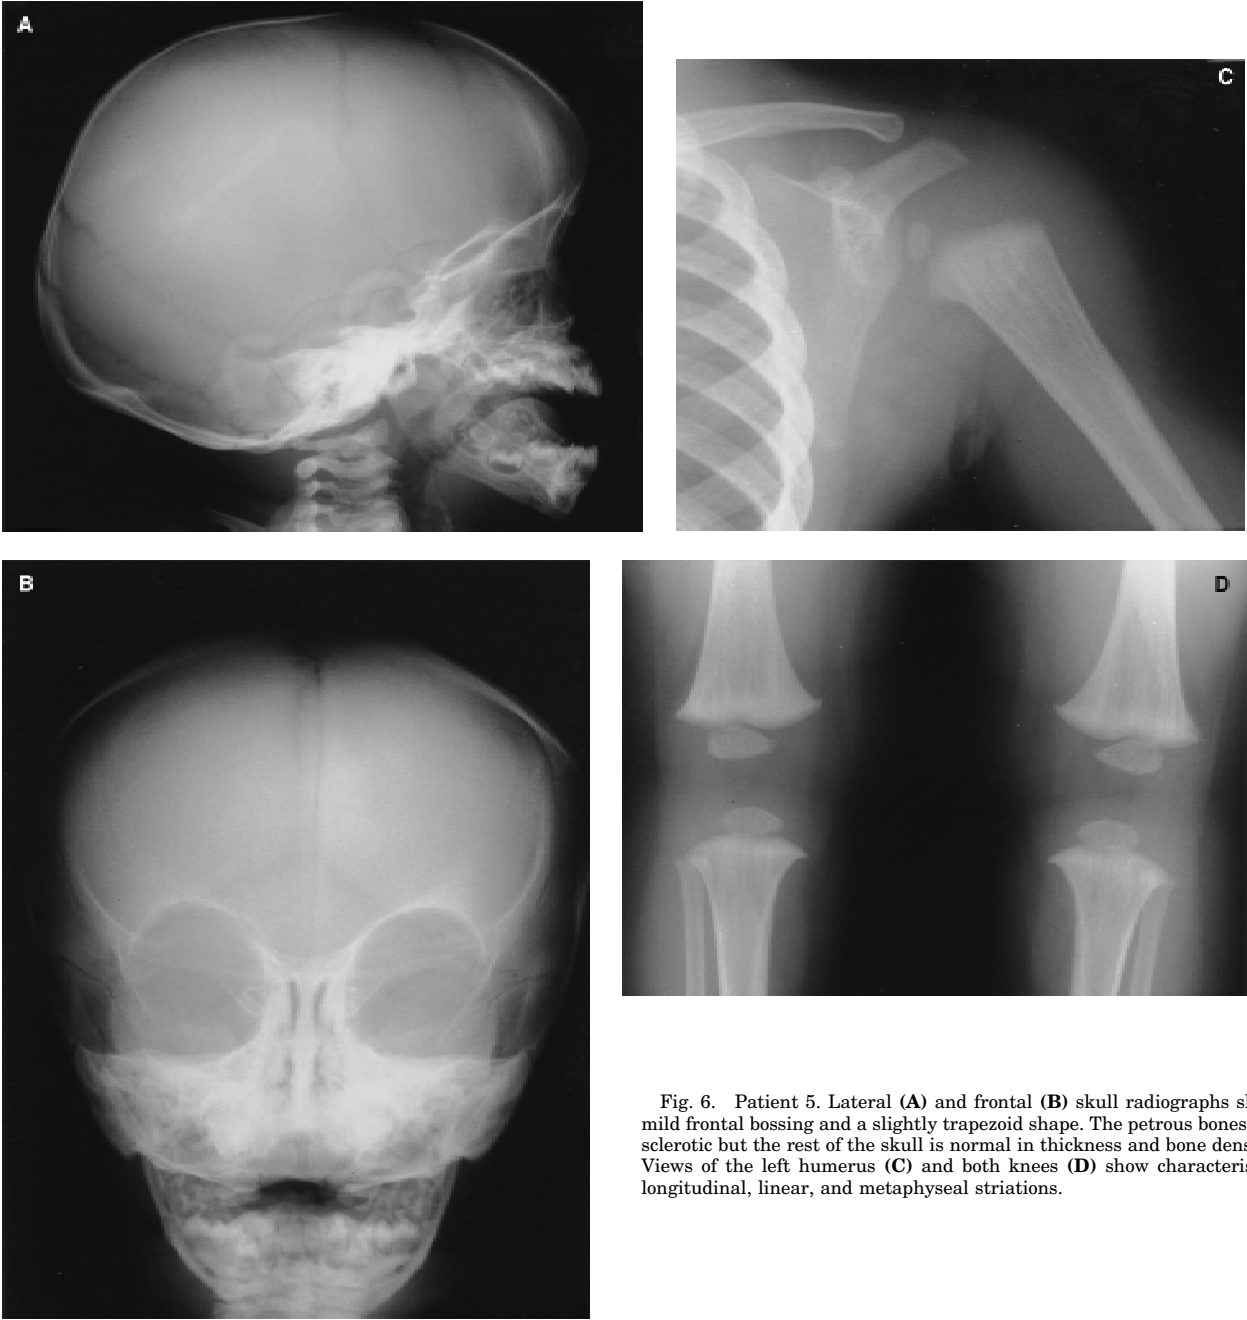 A
C
B
D
Fig. 6. Patient 5. Lateral (A) and frontal (B) skull radiographs
mild frontal bossing and a slightly trapezoid shape. The petrous bones
sclerotic but the rest of the skull is normal in thickness and bone
Views of the left humerus (C) and both knees (D) show
longitudinal, linear, and metaphyseal striations.